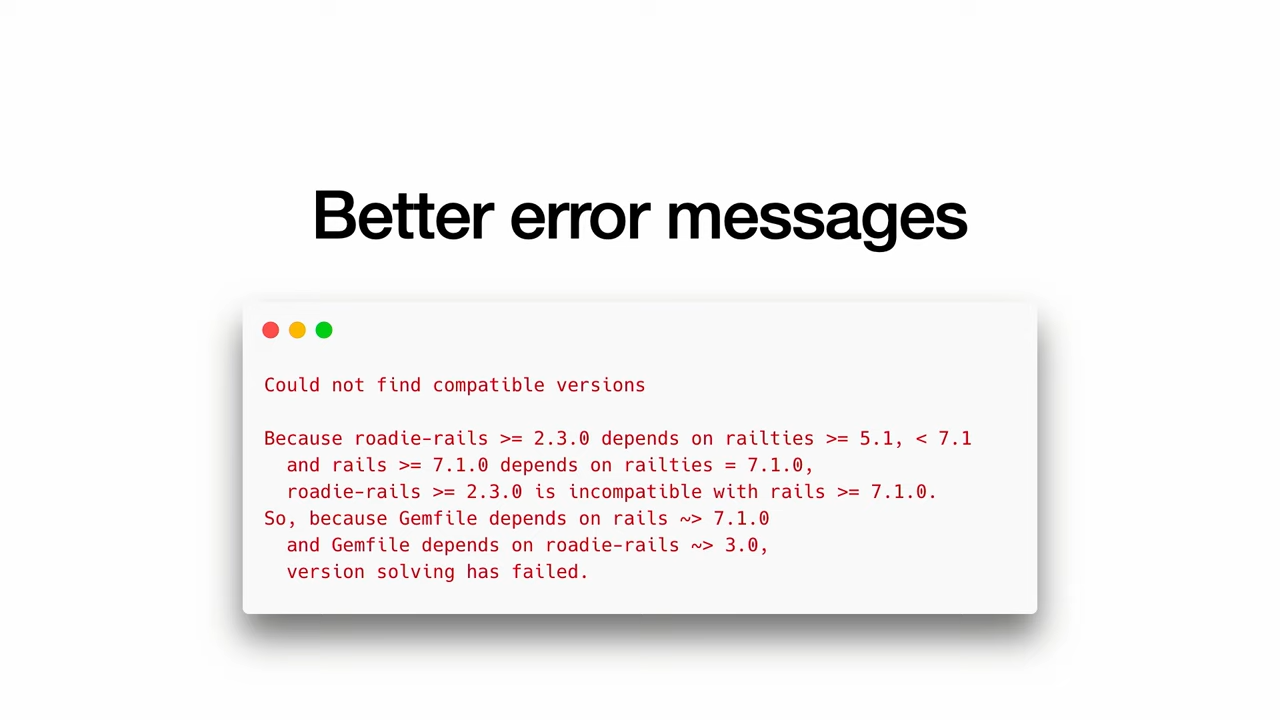 Better error messages
Could not find compatible versions
Because roadie-rails >= 2.3.0 depends on railties >= 5.1, < 7.1
and rails >= 7.1.0 depends on railties = 7.1.0,
roadie-rails >= 2.3.0 is incompatible with rails >= 7.1.0.
So, because Gemfile depends on rails ~> 7.1.0
and Gemfile depends on roadie-rails ~> 3.0,
version solving has failed.